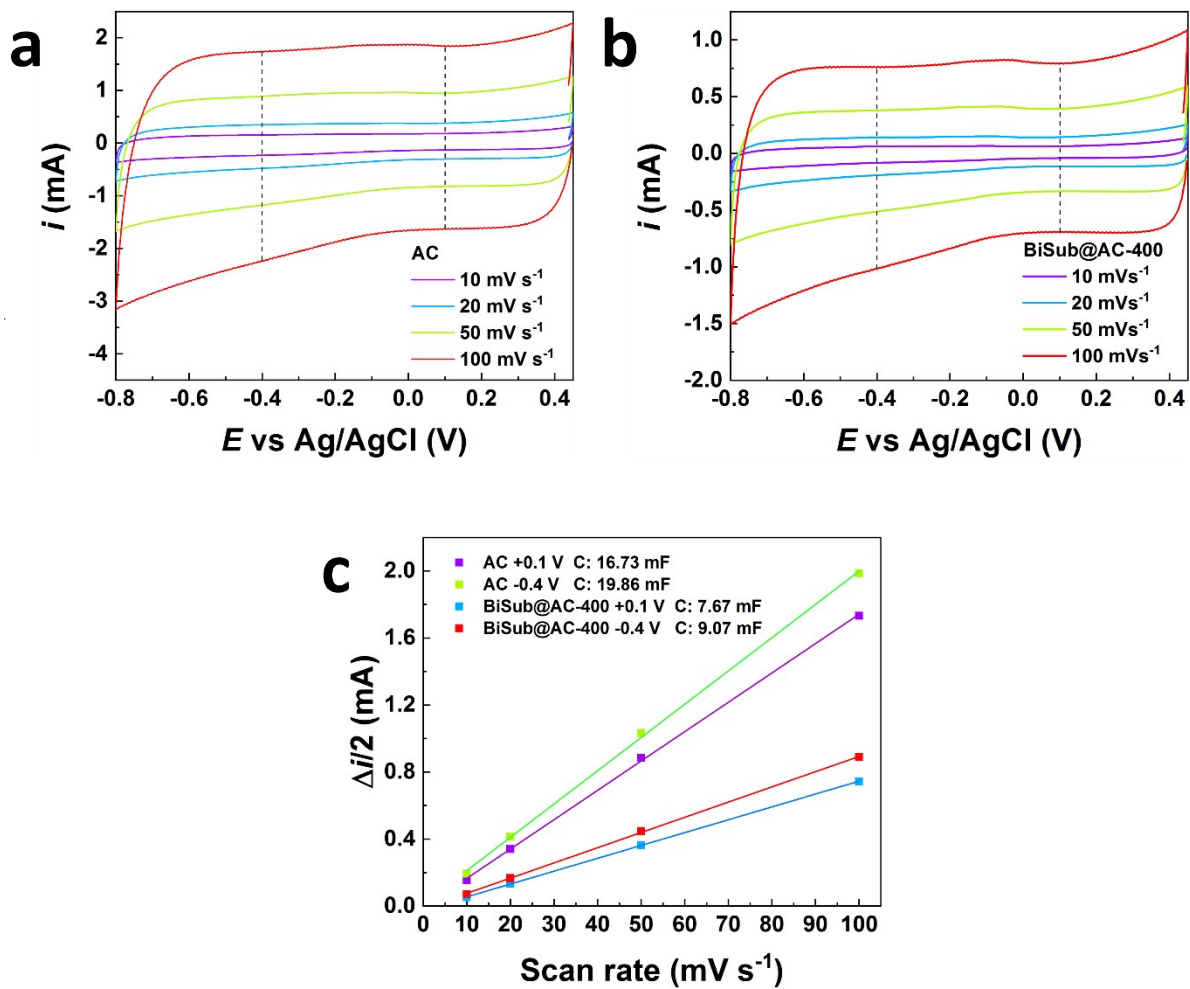 a
2
1
0
-1
-2
-3
-4
i (mA)
AC
10 mV s⁻¹
20 mV s⁻¹
50 mV s⁻¹
100 mV s⁻¹
-0.8 -0.6 -0.4 -0.2 0.0 0.2 0.4
E vs Ag/AgCl (V)
b
1.0
0.5
0.0
-0.5
-1.0
-1.5
-2.0
i (mA)
BiSub@AC-400
10 mVs⁻¹
20 mVs⁻¹
50 mVs⁻¹
100 mVs⁻¹
-0.8 -0.6 -0.4 -0.2 0.0 0.2 0.4
E vs Ag/AgCl (V)
c
AC +0.1 V C: 16.73 mF
AC -0.4 V C: 19.86 mF
BiSub@AC-400 +0.1 V C: 7.67 mF
BiSub@AC-400 -0.4 V C: 9.07 mF
2.0
1.6
1.2
0.8
0.4
0.0
Δi/2 (mA)
0 10 20 30 40 50 60 70 80 90 100
Scan rate (mV s⁻¹)